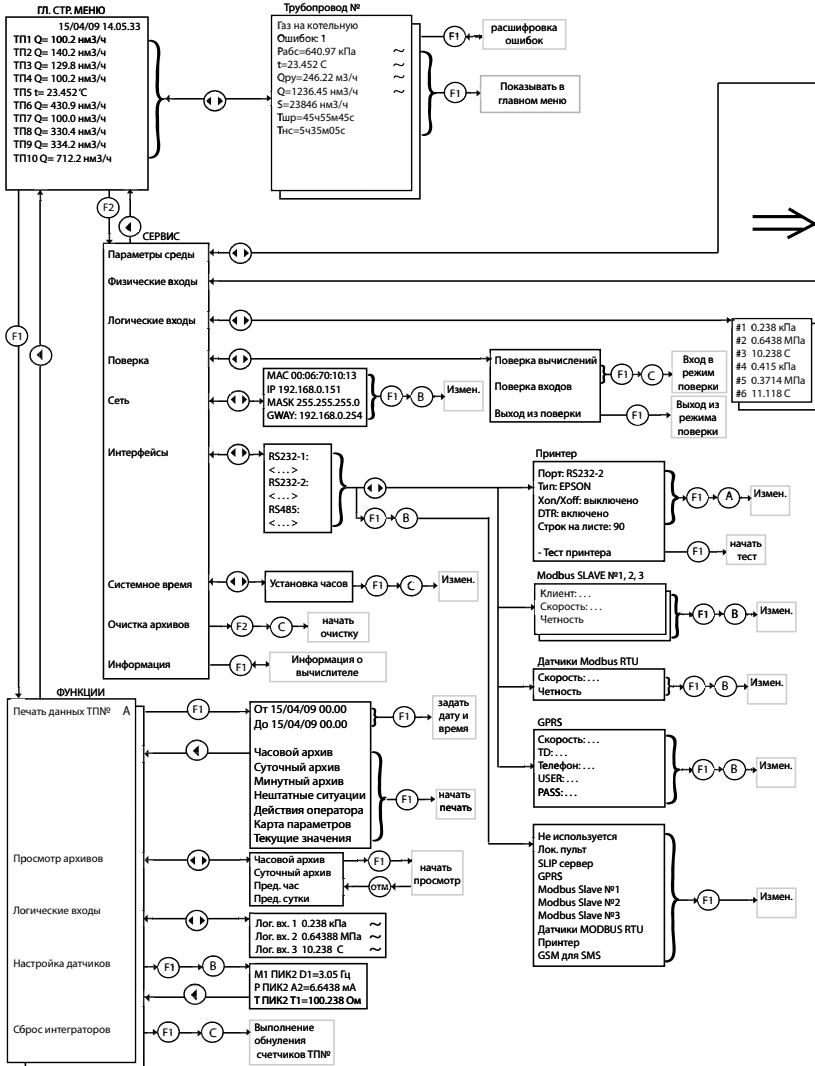 ГЛ. СТР. МЕНЮ
15/04/09 14.05.33
ТП1 Q= 100.2 нм3/ч
ТП2 Q= 140.2 нм3/ч
ТП3 Q= 129.8 нм3/ч
ТП4 Q= 100.2 нм3/ч
ТП5 t= 23.452 ̊C
ТП6 Q= 430.9 нм3/ч
ТП7 Q= 100.0 нм3/ч
ТП8 Q= 330.4 нм3/ч
ТП9 Q= 334.2 нм3/ч
ТП10 Q= 712.2 нм3/ч
Трубопровод №
Газ на котельную
Ошибок: 1
Рабс=640.97 кПа ~
t=23.452 C ~
Qру=246.22 м3/ч ~
Q=1236.45 нм3/ч ~
S=23846 нм3/ч
Тшр=45ч55м45с
Тнс=5ч35м05с
F1
расшифровка
ошибок
F1
Показывать в
главном меню
F2
F1
СЕРВИС
Параметры среды
Физические входы
Логические входы
#1 0.238 кПа
#2 0.6438 МПа
#3 10.238 C
#4 0.415 кПа
#5 0.3714 МПа
#6 11.118 C
Поверка
Поверка вычислений
Поверка входов
Выход из поверки
F1
C
Вход в
режим
поверки
F1
Выход из
режима
поверки
Сеть
MAC 00:06:70:10:13
IP 192.168.0.151
MASK 255.255.255.0
GWAY: 192.168.0.254
F1
B
Измен.
Интерфейсы
RS232-1:
< . . . >
RS232-2:
< . . . >
RS485:
< . . . >
F1
B
Принтер
Порт: RS232-2
Тип: EPSON
Xon/Xoff: выключено
DTR: включено
Строк на листе: 90
- Тест принтера
F1
A
Измен.
F1
начать
тест
Системное время
Установка часов
F1
C
Измен.
Modbus SLAVE №1, 2, 3
Клиент: . . .
Скорость: . . .
Четность
F1
B
Измен.
Очистка архивов
F2
C
начать
очистку
Информация
F1
Информация о
вычислителе
Датчики Modbus RTU
Скорость: . . .
Четность
F1
B
Измен.
GPRS
Скорость: . . .
TD: . . .
Телефон: . . .
USER: . . .
PASS: . . .
F1
B
Измен.
ФУНКЦИИ
Печать данных ТП№ A
F1
От 15/04/09 00.00
До 15/04/09 00.00
Часовой архив
Суточный архив
Минутный архив
Нештатные ситуации
Действия оператора
Карта параметров
Текущие значения
F1
задать
дату и
время
F1
начать
печать
Просмотр архивов
Часовой архив
Суточный архив
Пред. час
Пред. сутки
F1
отм
начать
просмотр
Не используется
Лок. пульт
SLIP сервер
GPRS
Modbus Slave №1
Modbus Slave №2
Modbus Slave №3
Датчики MODBUS RTU
Принтер
GSM для SMS
F1
Измен.
Логические входы
Лог. вх. 1 0.238 кПа ~
Лог. вх. 2 0.64388 МПа ~
Лог. вх. 3 10.238 C ~
Настройка датчиков
F1
B
М1 ПИК2 D1=3.05 Гц
Р ПИК2 А2=6.6438 мА
Т ПИК2 Т1=100.238 Ом
Сброс интеграторов
F1
C
Выполнение
обнуления
счетчиков ТП№